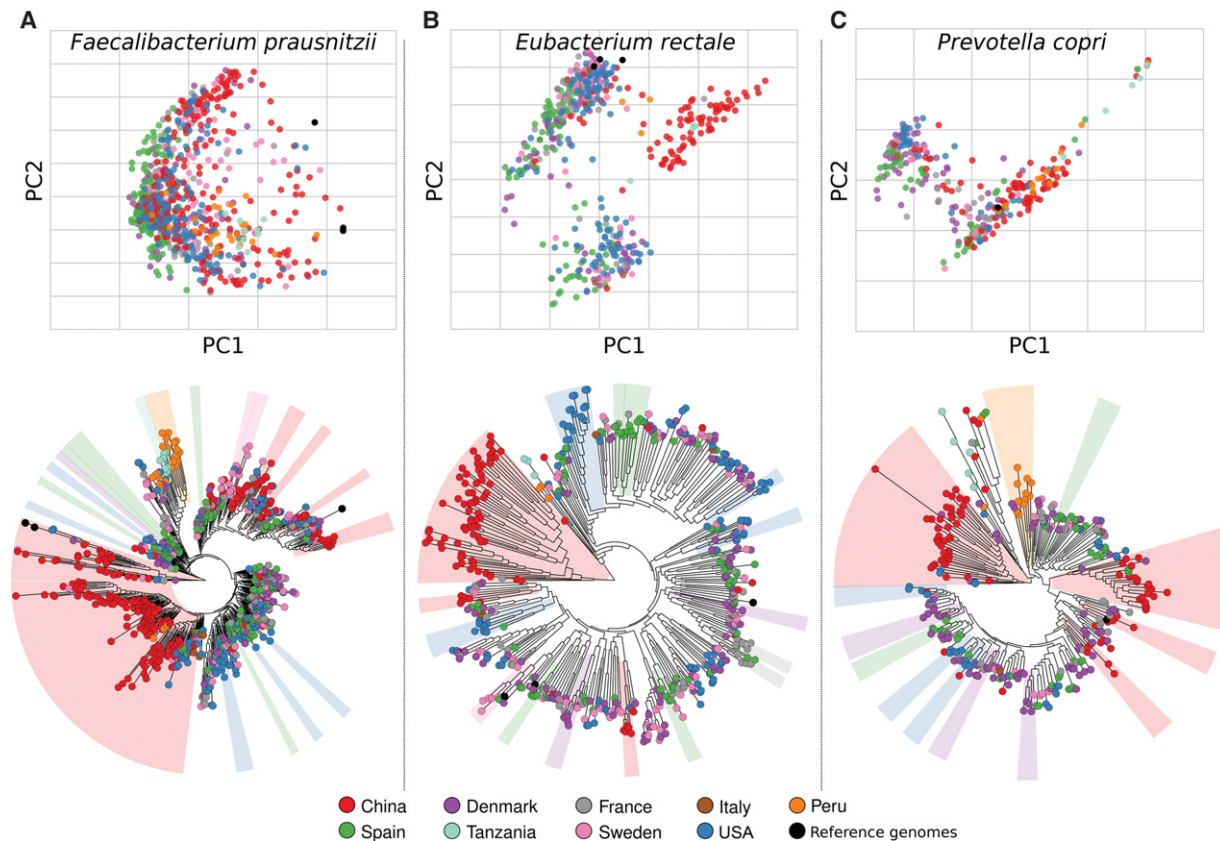 A
Faecalibacterium prausnitzii
PC2
PC1
B
Eubacterium rectale
PC2
PC1
C
Prevotella copri
PC2
PC1
China Denmark France Italy Peru
Spain Tanzania Sweden USA Reference genomes